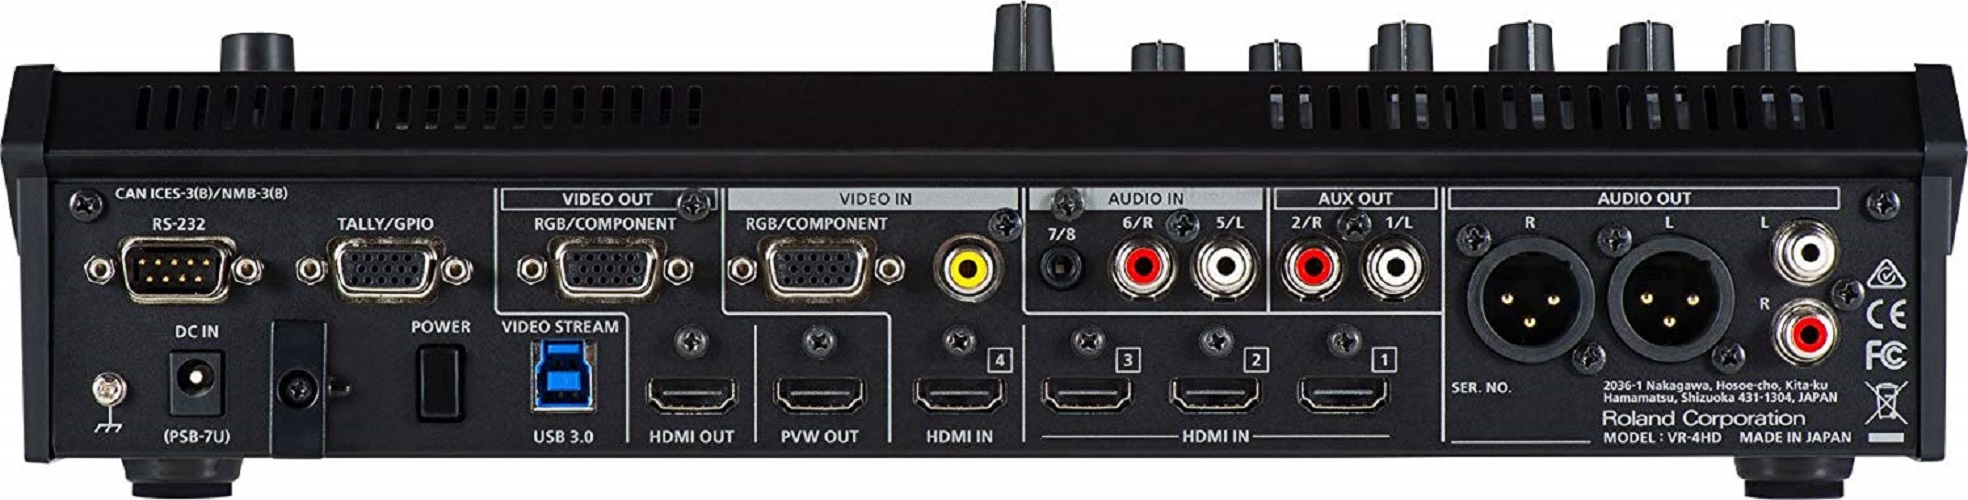 CAN ICES-3(B)/NMB-3(B)
RS-232
TALLY/GPIO
DC IN
(PSB-7U)
POWER
VIDEO OUT
RGB/COMPONENT
VIDEO STREAM
USB 3.0
HDMI OUT
VIDEO IN
RGB/COMPONENT
PVW OUT
4
HDMI IN
AUDIO IN
7/8
6/R
5/L
AUX OUT
2/R
1/L
3
2
1
HDMI IN
AUDIO OUT
R
L
L
R
SER. NO.
2036-1 Nakagawa, Hosoe-cho, Kita-ku
Hamamatsu, Shizuoka 431-1304, JAPAN
Roland Corporation
MODEL : VR-4HD MADE IN JAPAN
CE
FC